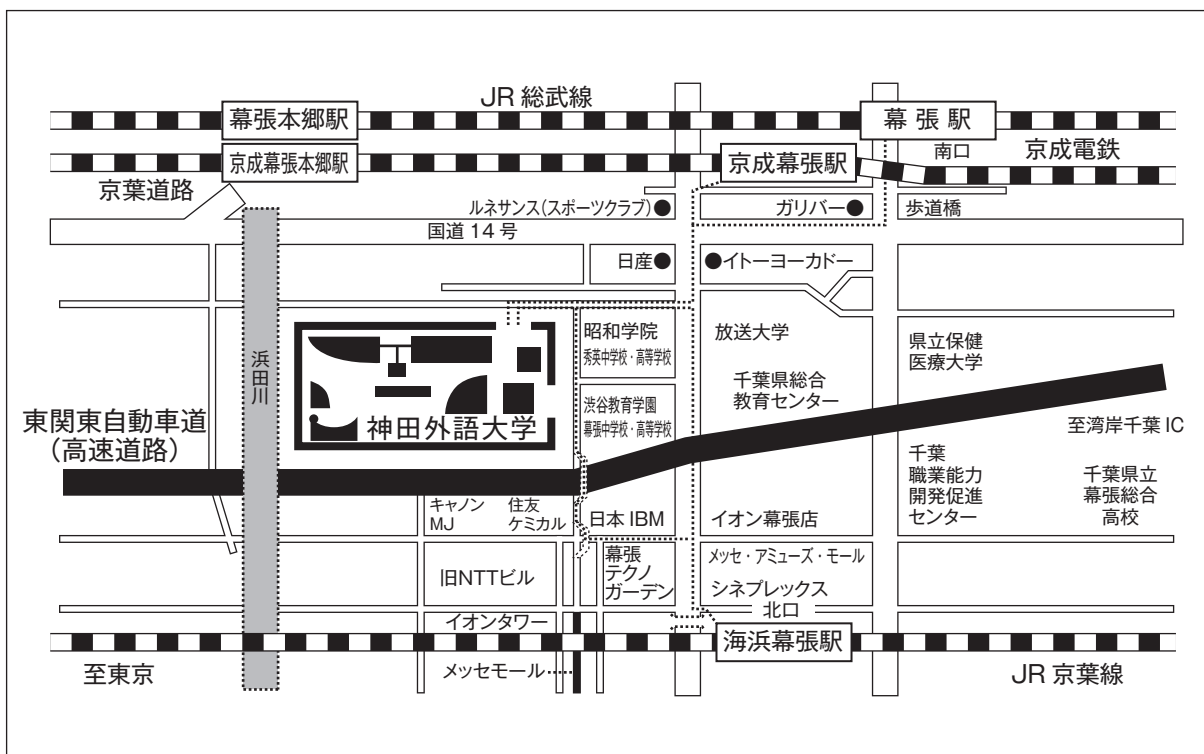 JR 総武線
幕張本郷駅
幕 張 駅
京成幕張本郷駅
京成幕張駅
南口
京成電鉄
京葉道路
ルネサンス(スポーツクラブ)●
ガリバー●
歩道橋
国道14号
日産●
●イトーヨーカドー
昭和学院
秀英中学校・高等学校
放送大学
県立保健
医療大学
浜田川
千葉県総合
教育センター
渋谷教育学園
幕張中学校・高等学校
神田外語大学
東関東自動車道
(高速道路)
至湾岸千葉 IC
千葉
職業能力
開発促進
センター
千葉県立
幕張総合
高校
キャノン
MJ
住友
ケミカル
日本 IBM
イオン幕張店
旧NTTビル
幕張
テクノ
ガーデン
メッセ・アミューズ・モール
シネプレックス
北口
イオンタワー
海浜幕張駅
至東京
メッセモール
JR 京葉線